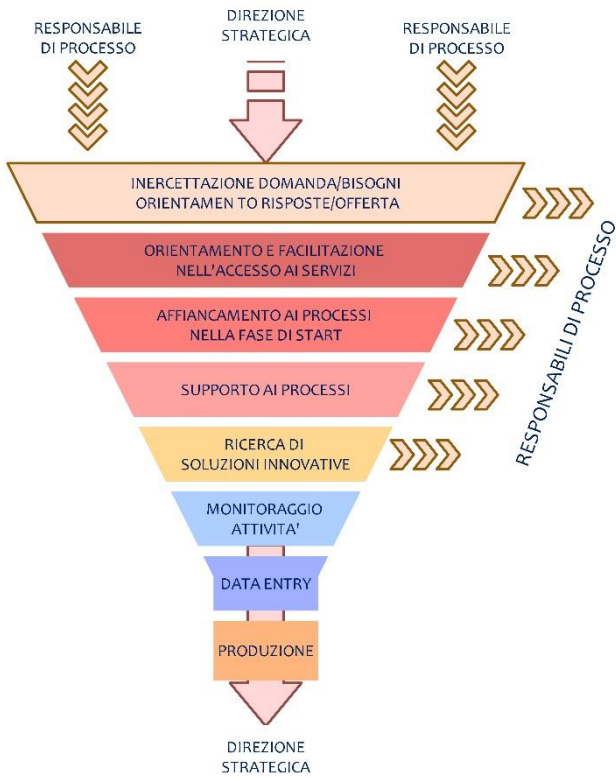 RESPONSABILE
DI PROCESSO
DIREZIONE
STRATEGICA
RESPONSABILE
DI PROCESSO
INERCETTAZIONE DOMANDA/BISOGNI
ORIENTAMEN TO RISPOSTE/OFFERTA
ORIENTAMENTO E FACILITAZIONE
NELL'ACCESSO AI SERVIZI
AFFIANCAMENTO AI PROCESSI
NELLA FASE DI START
SUPPORTO AI PROCESSI
RICERCA DI
SOLUZIONI INNOVATIVE
MONITORAGGIO
ATTIVITA'
DATA ENTRY
PRODUZIONE
DIREZIONE
STRATEGICA
RESPONSABILI DI PROCESSO